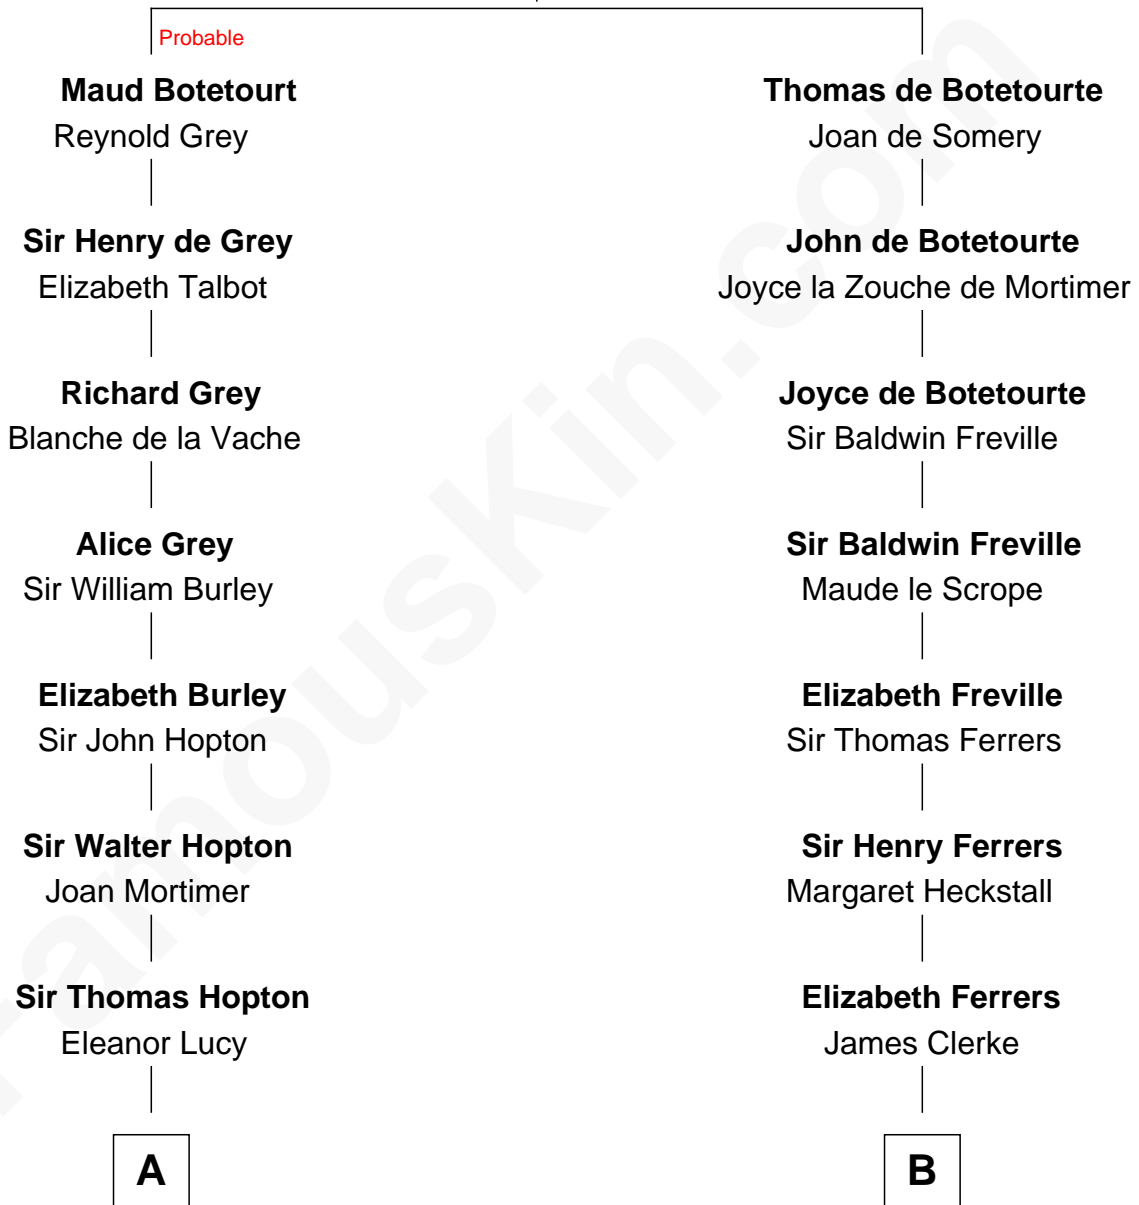 Probable
Maud Botetourt
Reynold Grey
Sir Henry de Grey
Elizabeth Talbot
Richard Grey
Blanche de la Vache
Alice Grey
Sir William Burley
Elizabeth Burley
Sir John Hopton
Sir Walter Hopton
Joan Mortimer
Sir Thomas Hopton
Eleanor Lucy
A
Thomas de Botetourte
Joan de Somery
John de Botetourte
Joyce la Zouche de Mortimer
Joyce de Botetourte
Sir Baldwin Freville
Sir Baldwin Freville
Maude le Scrope
Elizabeth Freville
Sir Thomas Ferrers
Sir Henry Ferrers
Margaret Heckstall
Elizabeth Ferrers
James Clerke
B
FamousKin.com